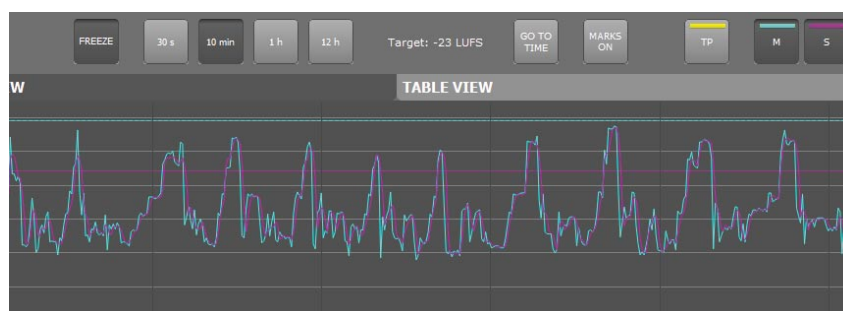 FREEZE
30 s
10 min
1 h
12 h
Target: -23 LUFS
GO TO
TIME
MARKS
ON
TP
M
S
W
TABLE VIEW